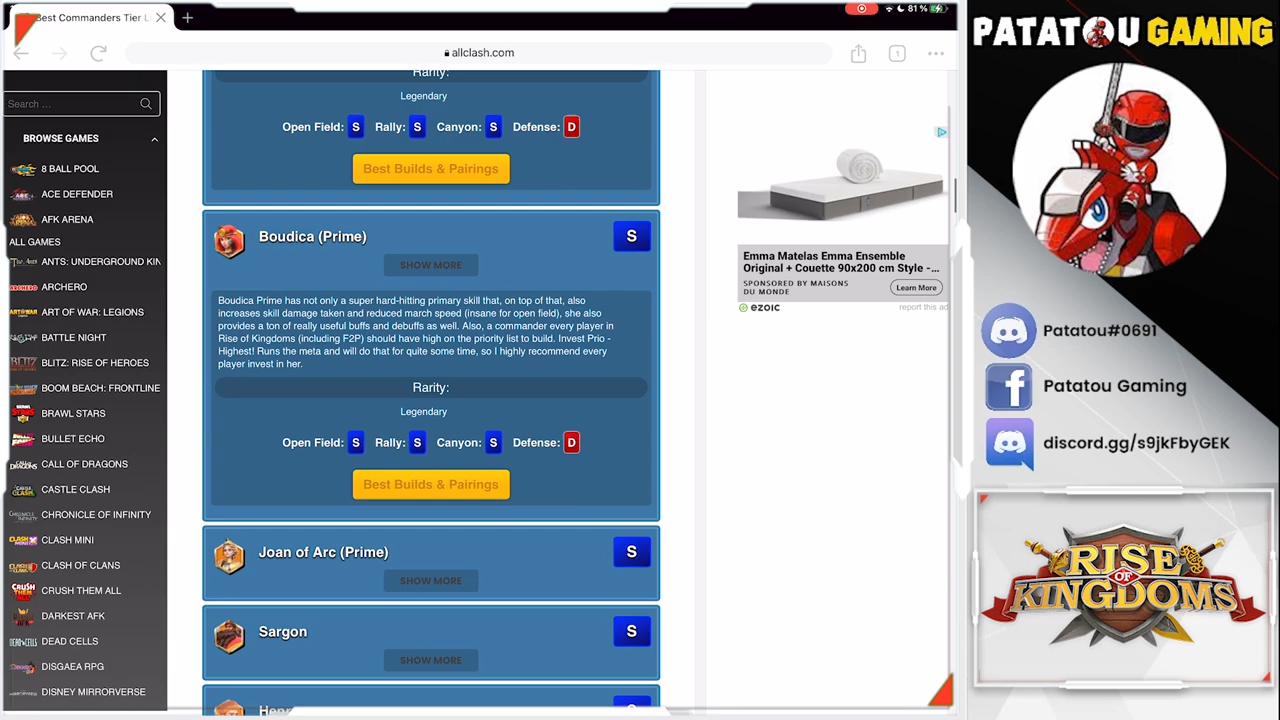 Best Commanders Tier Li
81 %
allclash.com
1
Search ...
BROWSE GAMES
8 BALL POOL
ACE DEFENDER
AFK ARENA
ALL GAMES
ANTS: UNDERGROUND KIN
ARCHERO
ART OF WAR: LEGIONS
BATTLE NIGHT
BLITZ: RISE OF HEROES
BOOM BEACH: FRONTLINE
BRAWL STARS
BULLET ECHO
CALL OF DRAGONS
CASTLE CLASH
CHRONICLE OF INFINITY
CLASH MINI
CLASH OF CLANS
CRUSH THEM ALL
DARKEST AFK
DEAD CELLS
DISGAEA RPG
DISNEY MIRRORVERSE
Rarity:
Legendary
Open Field: S Rally: S Canyon: S Defense: D
Best Builds & Pairings
Boudica (Prime) S
SHOW MORE
Boudica Prime has not only a super hard-hitting primary skill that, on top of that, also
increases skill damage taken and reduced march speed (insane for open field), she also
provides a ton of really useful buffs and debuffs as well. Also, a commander every player in
Rise of Kingdoms (including F2P) should have high on the priority list to build. Invest Prio -
Highest! Runs the meta and will do that for quite some time, so I highly recommend every
player invest in her.
Rarity:
Legendary
Open Field: S Rally: S Canyon: S Defense: D
Best Builds & Pairings
Joan of Arc (Prime) S
SHOW MORE
Sargon S
SHOW MORE
Emma Matelas Emma Ensemble
Original + Couette 90x200 cm Style -...
SPONSORED BY MAISONS
DU MONDE
Learn More
ezoic
report this ad
PATATOU GAMING
Patatou#0691
Patatou Gaming
discord.gg/s9jkFbyGEK
RISE
OF
KINGDOMS